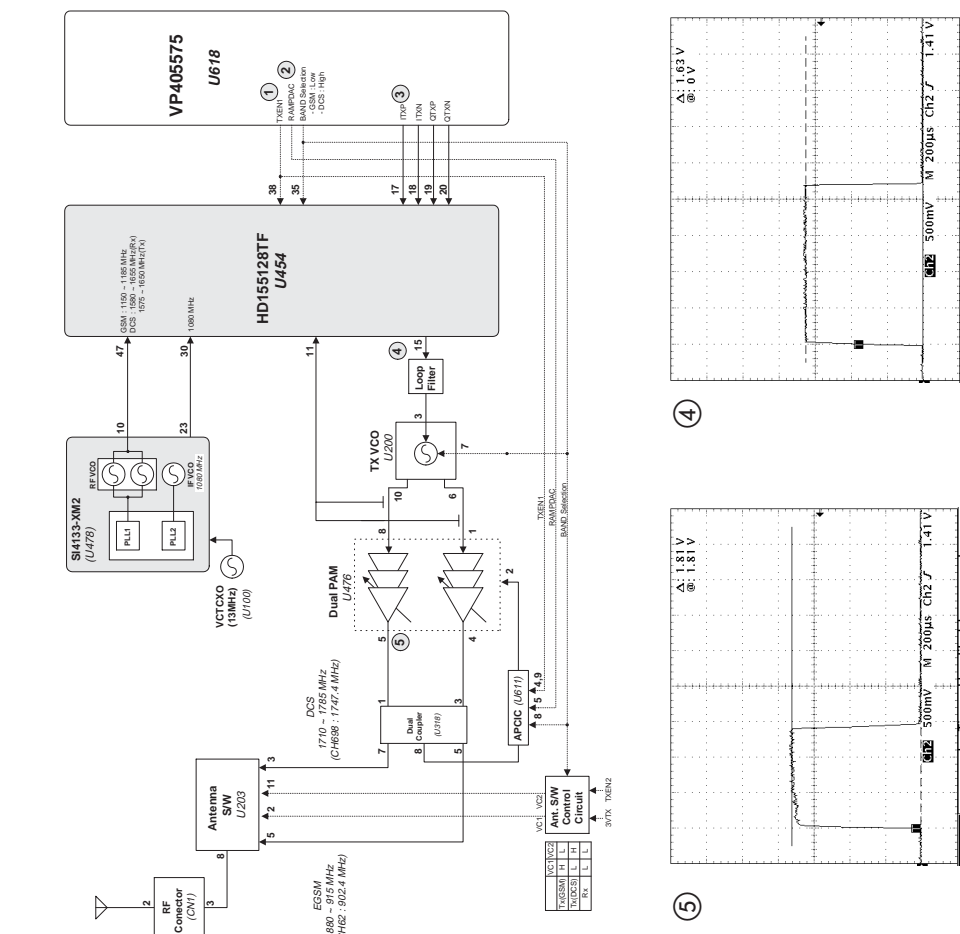 VP405575
U618
1
TXEN1
2
RAMPDAC
BAND Selection
- GSM : Low
- DCS : High
3
ITXP
ITXN
QTXP
QTXN
38
35
17
18
19
20
HD155128TF
U454
GSM : 1150 ~ 1185 MHz
DCS : 1580 ~ 1655 MHz(Rx)
1575 ~ 1650 MHz(Tx)
1080 MHz
47
30
11
15
10
23
SI4133-XM2
(U478)
RF VCO
IF VCO
1080 MHz
PLL1
PLL2
VCTCXO
(13MHz)
(U100)
4
Loop
Filter
3
TX VCO
U200
7
10
6
8
1
Dual PAM
U476
2
5
5
4
TXEN1
RAMPDAC
BAND Selection
DCS
1710 ~ 1785 MHz
(CH698 : 1747.4 MHz)
1
3
Dual
Coupler
(U318)
7
8
5
APCIC (U611)
8
5
4,9
Antenna
S/W
U203
3
11
2
5
8
RF
Conector
(CN1)
2
3
EGSM
880 ~ 915 MHz
H62 : 902.4 MHz)
VC1
VC2
Ant. S/W
Control
Circuit
3VTX
TXEN2
VC1 VC2
Tx(GSM) H L
Tx(DCS) L H
Rx L L
4
Δ: 1.63 V
@: 0 V
Ch2 500mV M 200µs Ch2 1.41 V
5
Δ: 1.81 V
@: 1.81 V
Ch2 500mV M 200µs Ch2 1.41 V